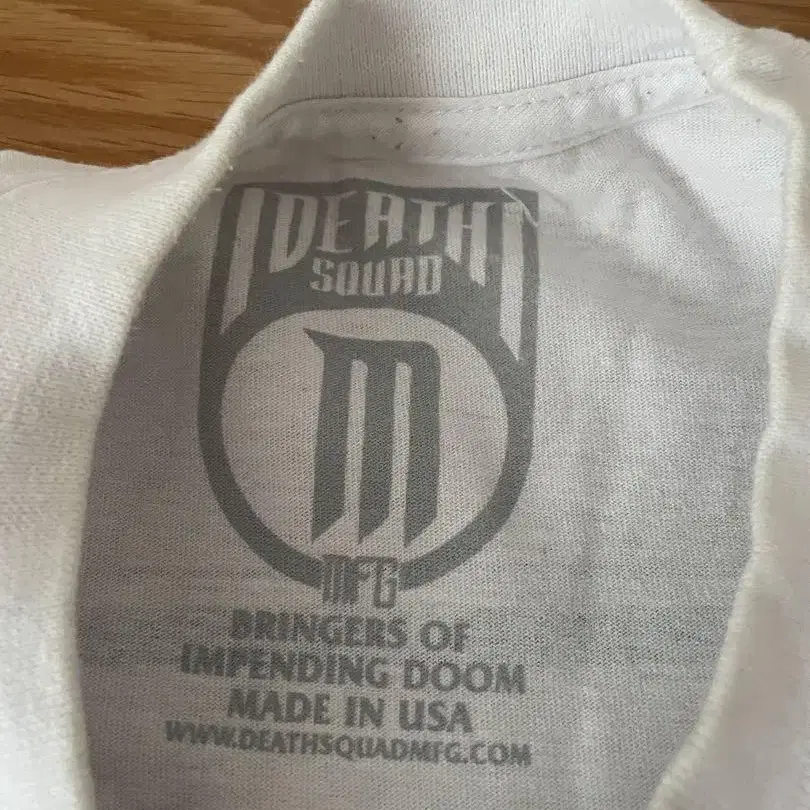 DEATH
SQUAD
M
MFG
BRINGERS OF
IMPENDING DOOM
MADE IN USA
WWW.DEATHSQUADMFG.COM